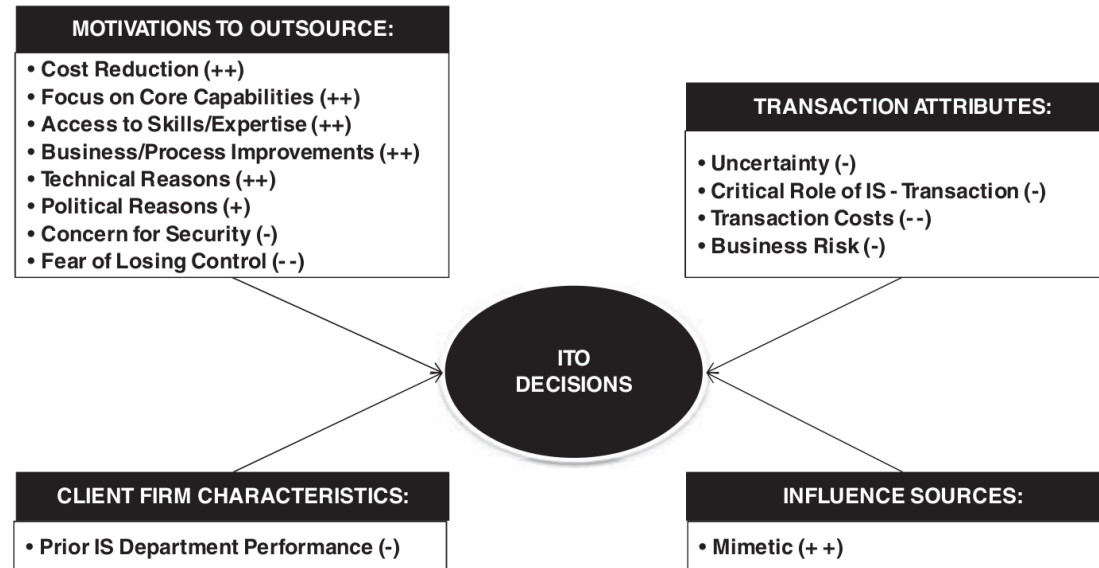 MOTIVATIONS TO OUTSOURCE:
• Cost Reduction (++)
• Focus on Core Capabilities (++)
• Access to Skills/Expertise (++)
• Business/Process Improvements (++)
• Technical Reasons (++)
• Political Reasons (+)
• Concern for Security (-)
• Fear of Losing Control (- -)
TRANSACTION ATTRIBUTES:
• Uncertainty (-)
• Critical Role of IS - Transaction (-)
• Transaction Costs (- -)
• Business Risk (-)
ITO
DECISIONS
CLIENT FIRM CHARACTERISTICS:
• Prior IS Department Performance (-)
INFLUENCE SOURCES:
• Mimetic (+ +)